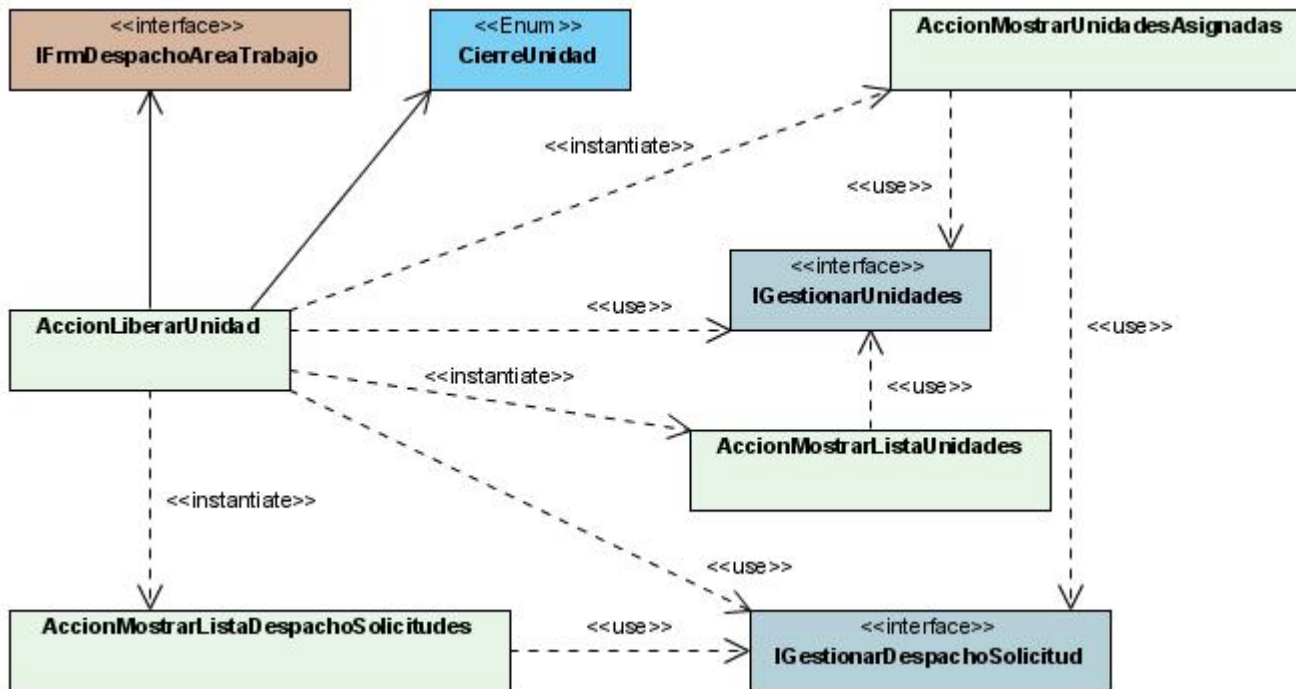 <<interface>>
IFrmDespachoAreaTrabajo
<<Enum>>
CierreUnidad
AccionMostrarUnidadesAsignadas
<<instantiate>>
<<use>>
<<interface>>
IGestionarUnidades
<<use>>
AccionLiberarUnidad
<<use>>
<<instantiate>>
<<use>>
AccionMostrarListaUnidades
<<instantiate>>
<<use>>
AccionMostrarListaDespachoSolicitudes
<<use>>
<<interface>>
IGestionarDespachoSolicitud